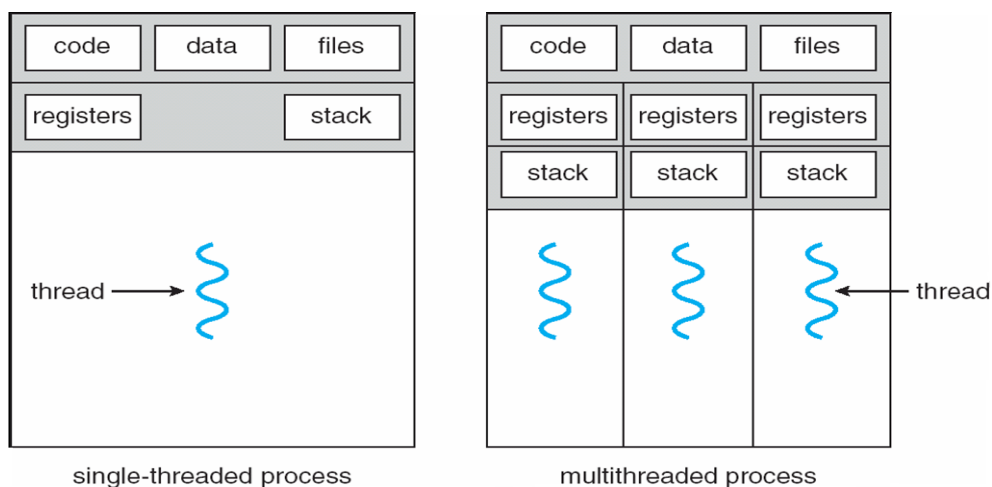 code data files
registers stack
thread
single-threaded process
code data files
registers registers registers
stack stack stack
thread
multithreaded process